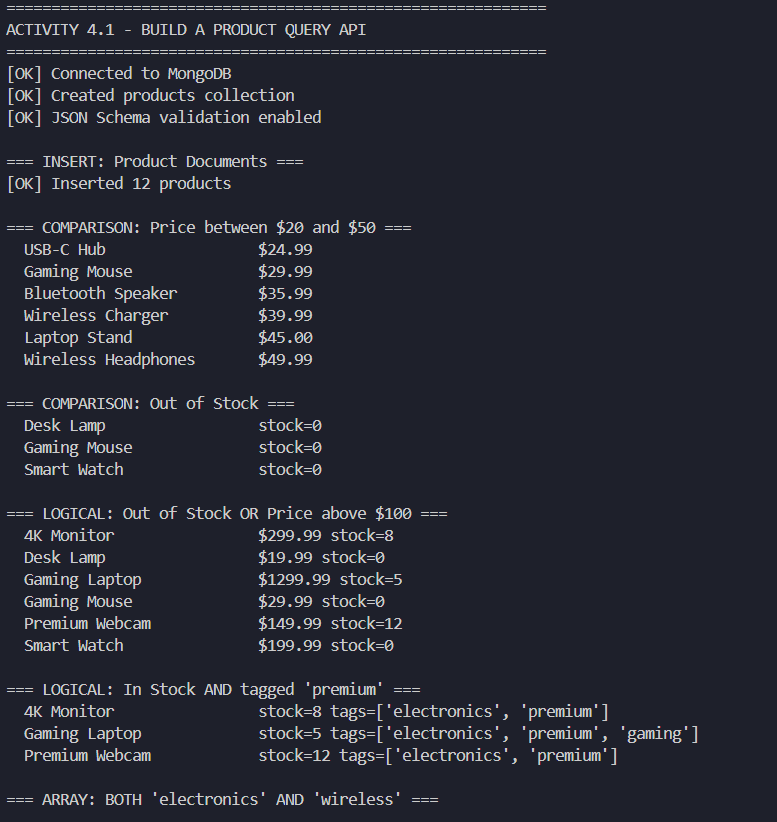 ============================================================
ACTIVITY 4.1 - BUILD A PRODUCT QUERY API
============================================================
[OK] Connected to MongoDB
[OK] Created products collection
[OK] JSON Schema validation enabled

=== INSERT: Product Documents ===
[OK] Inserted 12 products

=== COMPARISON: Price between $20 and $50 ===
  USB-C Hub                 $24.99
  Gaming Mouse              $29.99
  Bluetooth Speaker         $35.99
  Wireless Charger          $39.99
  Laptop Stand              $45.00
  Wireless Headphones       $49.99

=== COMPARISON: Out of Stock ===
  Desk Lamp                 stock=0
  Gaming Mouse              stock=0
  Smart Watch               stock=0

=== LOGICAL: Out of Stock OR Price above $100 ===
  4K Monitor                $299.99 stock=8
  Desk Lamp                 $19.99 stock=0
  Gaming Laptop             $1299.99 stock=5
  Gaming Mouse              $29.99 stock=0
  Premium Webcam            $149.99 stock=12
  Smart Watch               $199.99 stock=0

=== LOGICAL: In Stock AND tagged 'premium' ===
  4K Monitor                stock=8 tags=['electronics', 'premium']
  Gaming Laptop             stock=5 tags=['electronics', 'premium', 'gaming']
  Premium Webcam            stock=12 tags=['electronics', 'premium']

=== ARRAY: BOTH 'electronics' AND 'wireless' ===